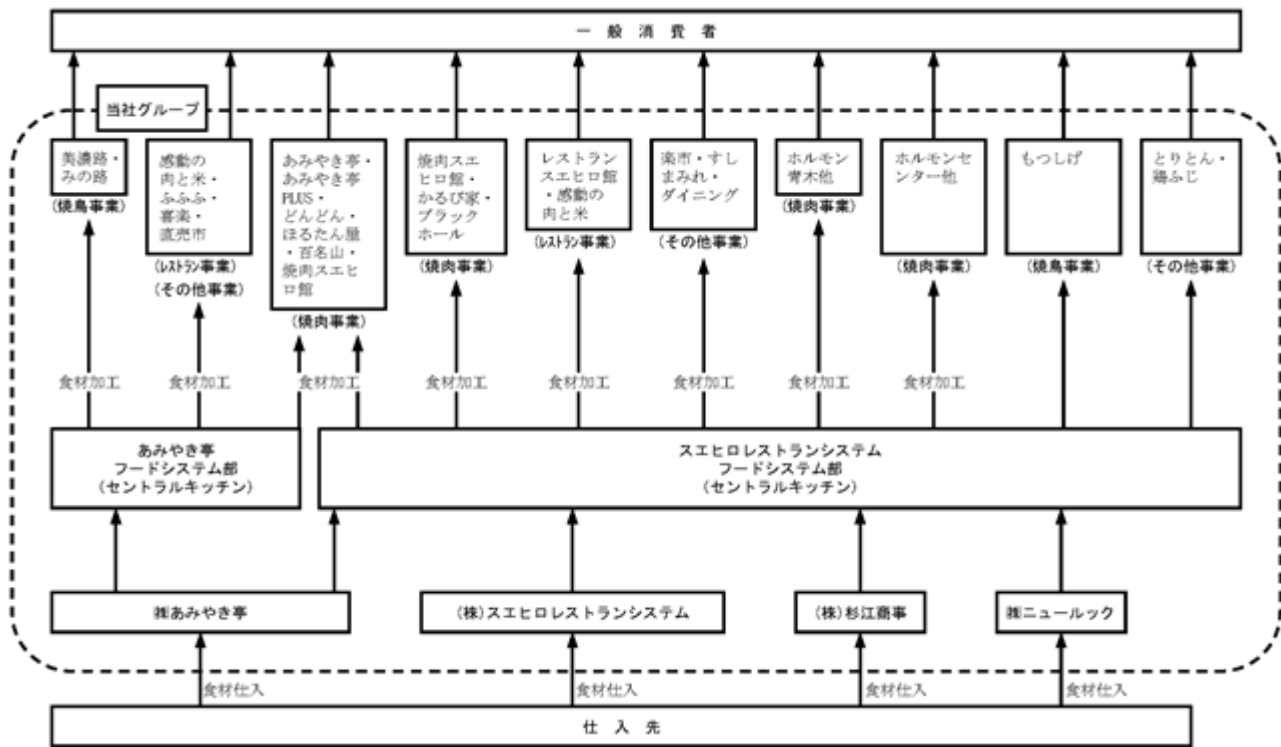 一 般 消 費 者
当社グループ
美濃路・
みの路
(焼鳥事業)
感動の
肉と米・
ふふふ・
喜楽・
直売市
(ﾚｽﾄﾗﾝ事業)
(その他事業)
あみやき亭・
あみやき亭
PLUS・
どんどん・
ほるたん屋
・百名山・
焼肉スエヒ
ロ館
(焼肉事業)
焼肉スエ
ヒロ館・
かるび家・
ブラック
ホール
(焼肉事業)
レストラン
スエヒロ館
・感動の
肉と米
(ﾚｽﾄﾗﾝ事業)
楽市・すし
まみれ・
ダイニング
(その他事業)
ホルモン
青木他
(焼肉事業)
ホルモンセ
ンター他
(焼肉事業)
もつしげ
(焼鳥事業)
とりとん・
鶏ふじ
(その他事業)
食材加工
食材加工
食材加工
食材加工
食材加工
食材加工
食材加工
食材加工
あみやき亭
フードシステム部
(セントラルキッチン)
スエヒロレストランシステム
フードシステム部
(セントラルキッチン)
㈱あみやき亭
(株)スエヒロレストランシステム
(株)杉江商事
㈱ニュールック
食材仕入
食材仕入
食材仕入
食材仕入
仕 入 先